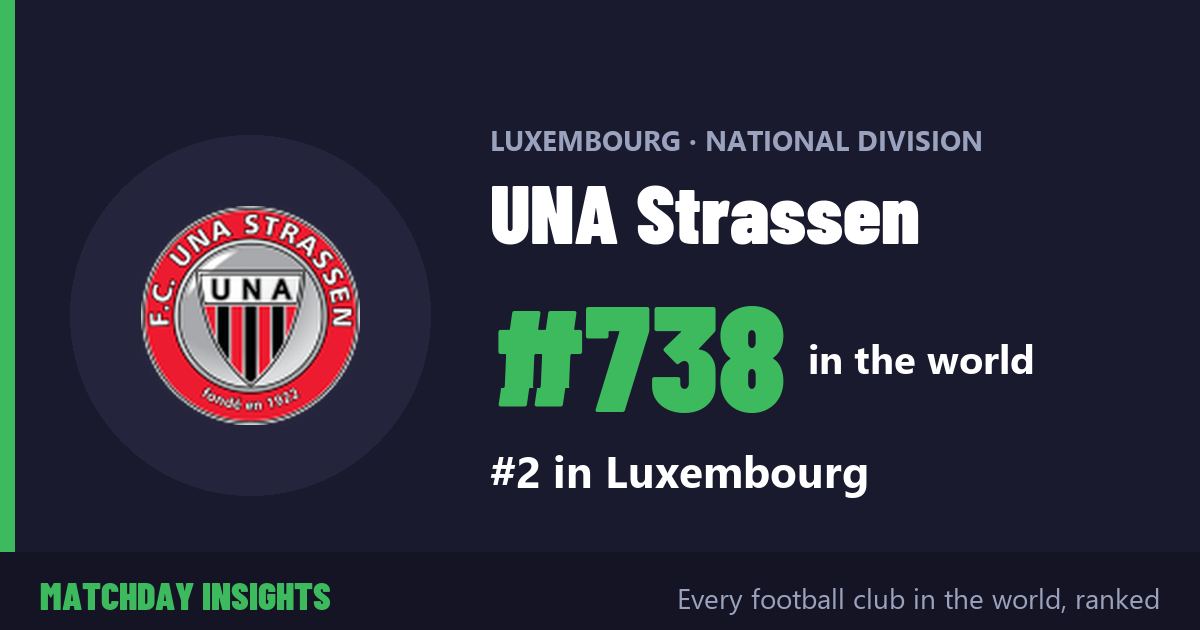 LUXEMBOURG · NATIONAL DIVISION
UNA Strassen
F.C. UNA STRASSEN
UNA
fondé en 1922
#738 in the world
#2 in Luxembourg
MATCHDAY INSIGHTS
Every football club in the world, ranked